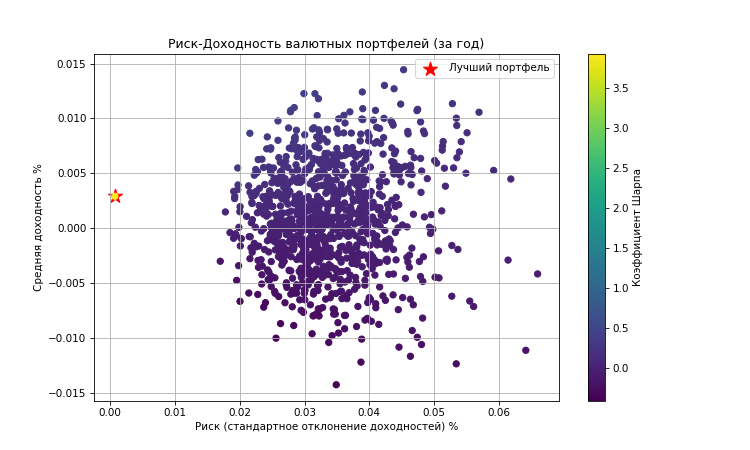 Риск-Доходность валютных портфелей (за год)
Лучший портфель
Средняя доходность %
0.015
0.010
0.005
0.000
−0.005
−0.010
−0.015
0.00 0.01 0.02 0.03 0.04 0.05 0.06
Риск (стандартное отклонение доходностей) %
3.5
3.0
2.5
2.0
1.5
1.0
0.5
0.0
Коэффициент Шарпа